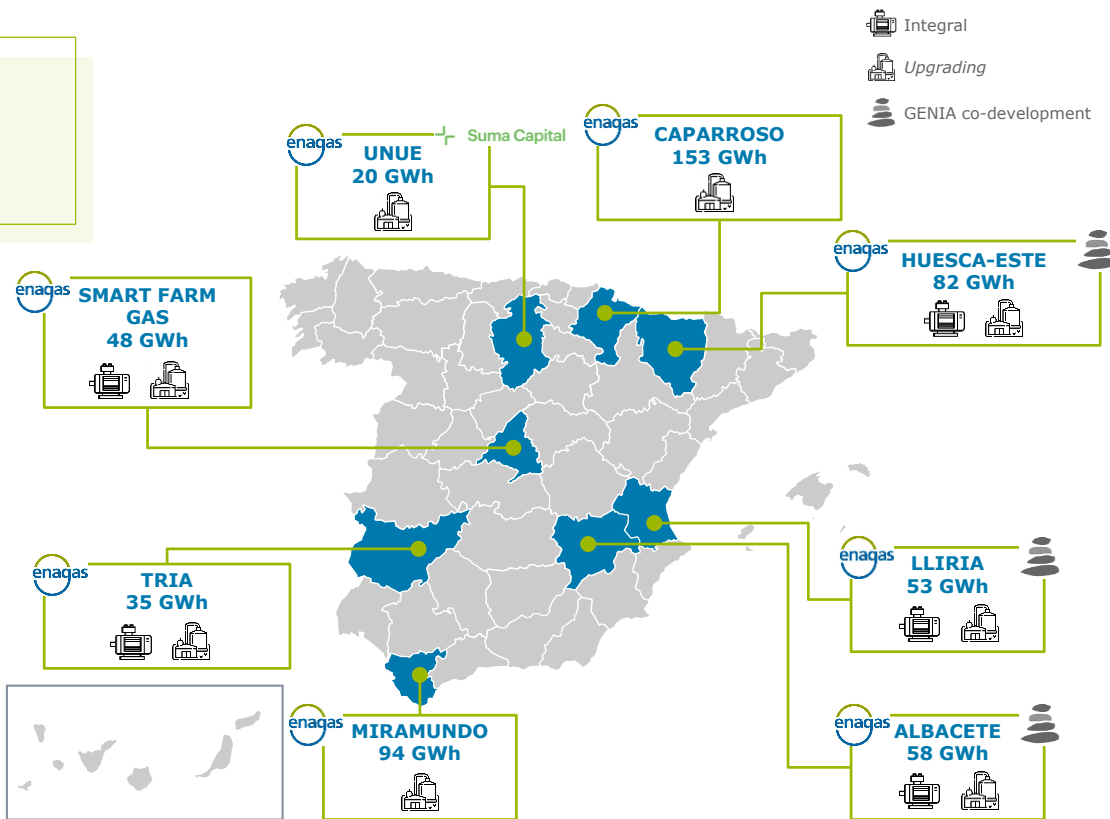 Integral
Upgrading
GENIA co-development
enagas
Suma Capital
UNUE
20 GWh
enagas
CAPARROSO
153 GWh
enagas
HUESCA-ESTE
82 GWh
enagas
SMART FARM
GAS
48 GWh
enagas
TRIA
35 GWh
enagas
LLIRIA
53 GWh
enagas
MIRAMUNDO
94 GWh
enagas
ALBACETE
58 GWh